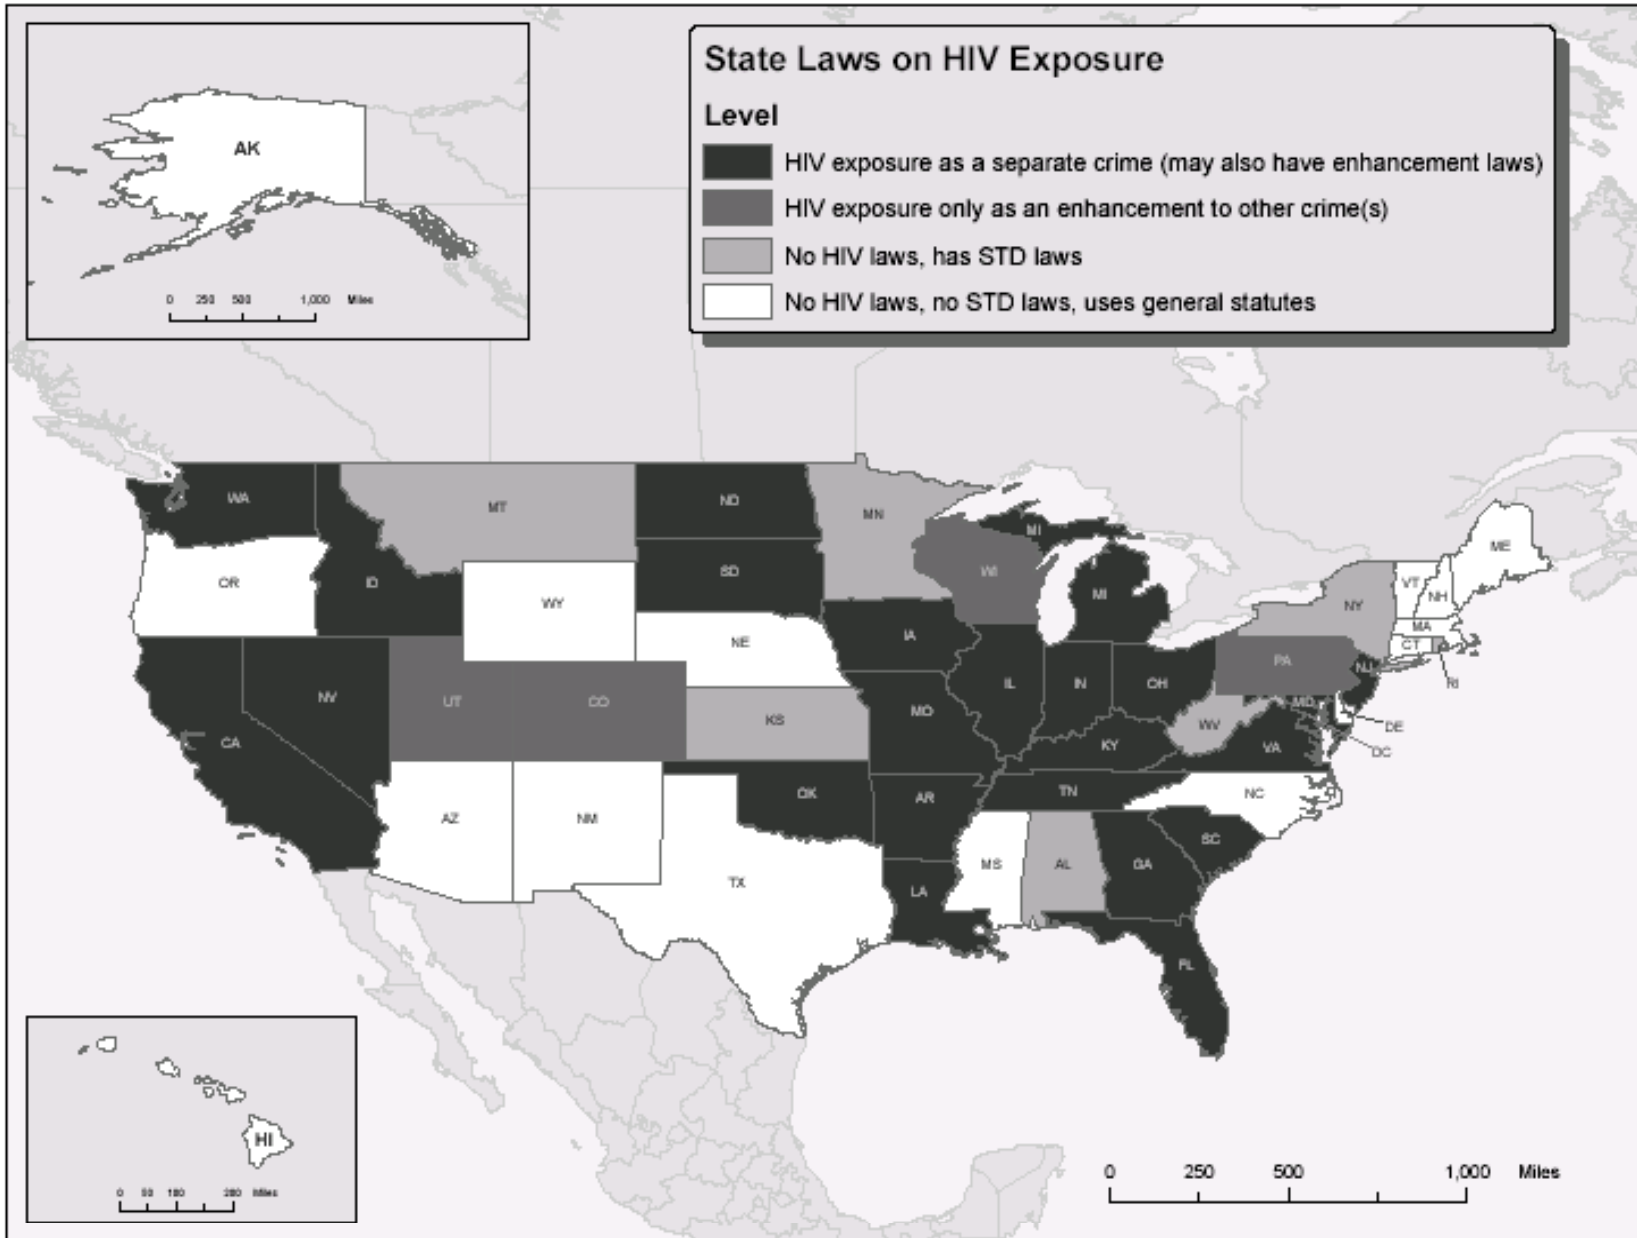 State Laws on HIV Exposure
Level
HIV exposure as a separate crime (may also have enhancement laws)
HIV exposure only as an enhancement to other crime(s)
No HIV laws, has STD laws
No HIV laws, no STD laws, uses general statutes
AK
0 250 500 1,000 Miles
WA
MT
ND
MN
MI
ME
OR
ID
SD
WI
MI
VT
NH
WY
NY
MA
NE
IA
CT
RI
PA
NJ
NV
UT
CO
IL
IN
OH
MD
DE
DC
KS
MO
WV
CA
KY
VA
OK
AR
TN
NC
AZ
NM
SC
MS
AL
GA
TX
LA
FL
HI
0 50 100 200 Miles
0 250 500 1,000 Miles